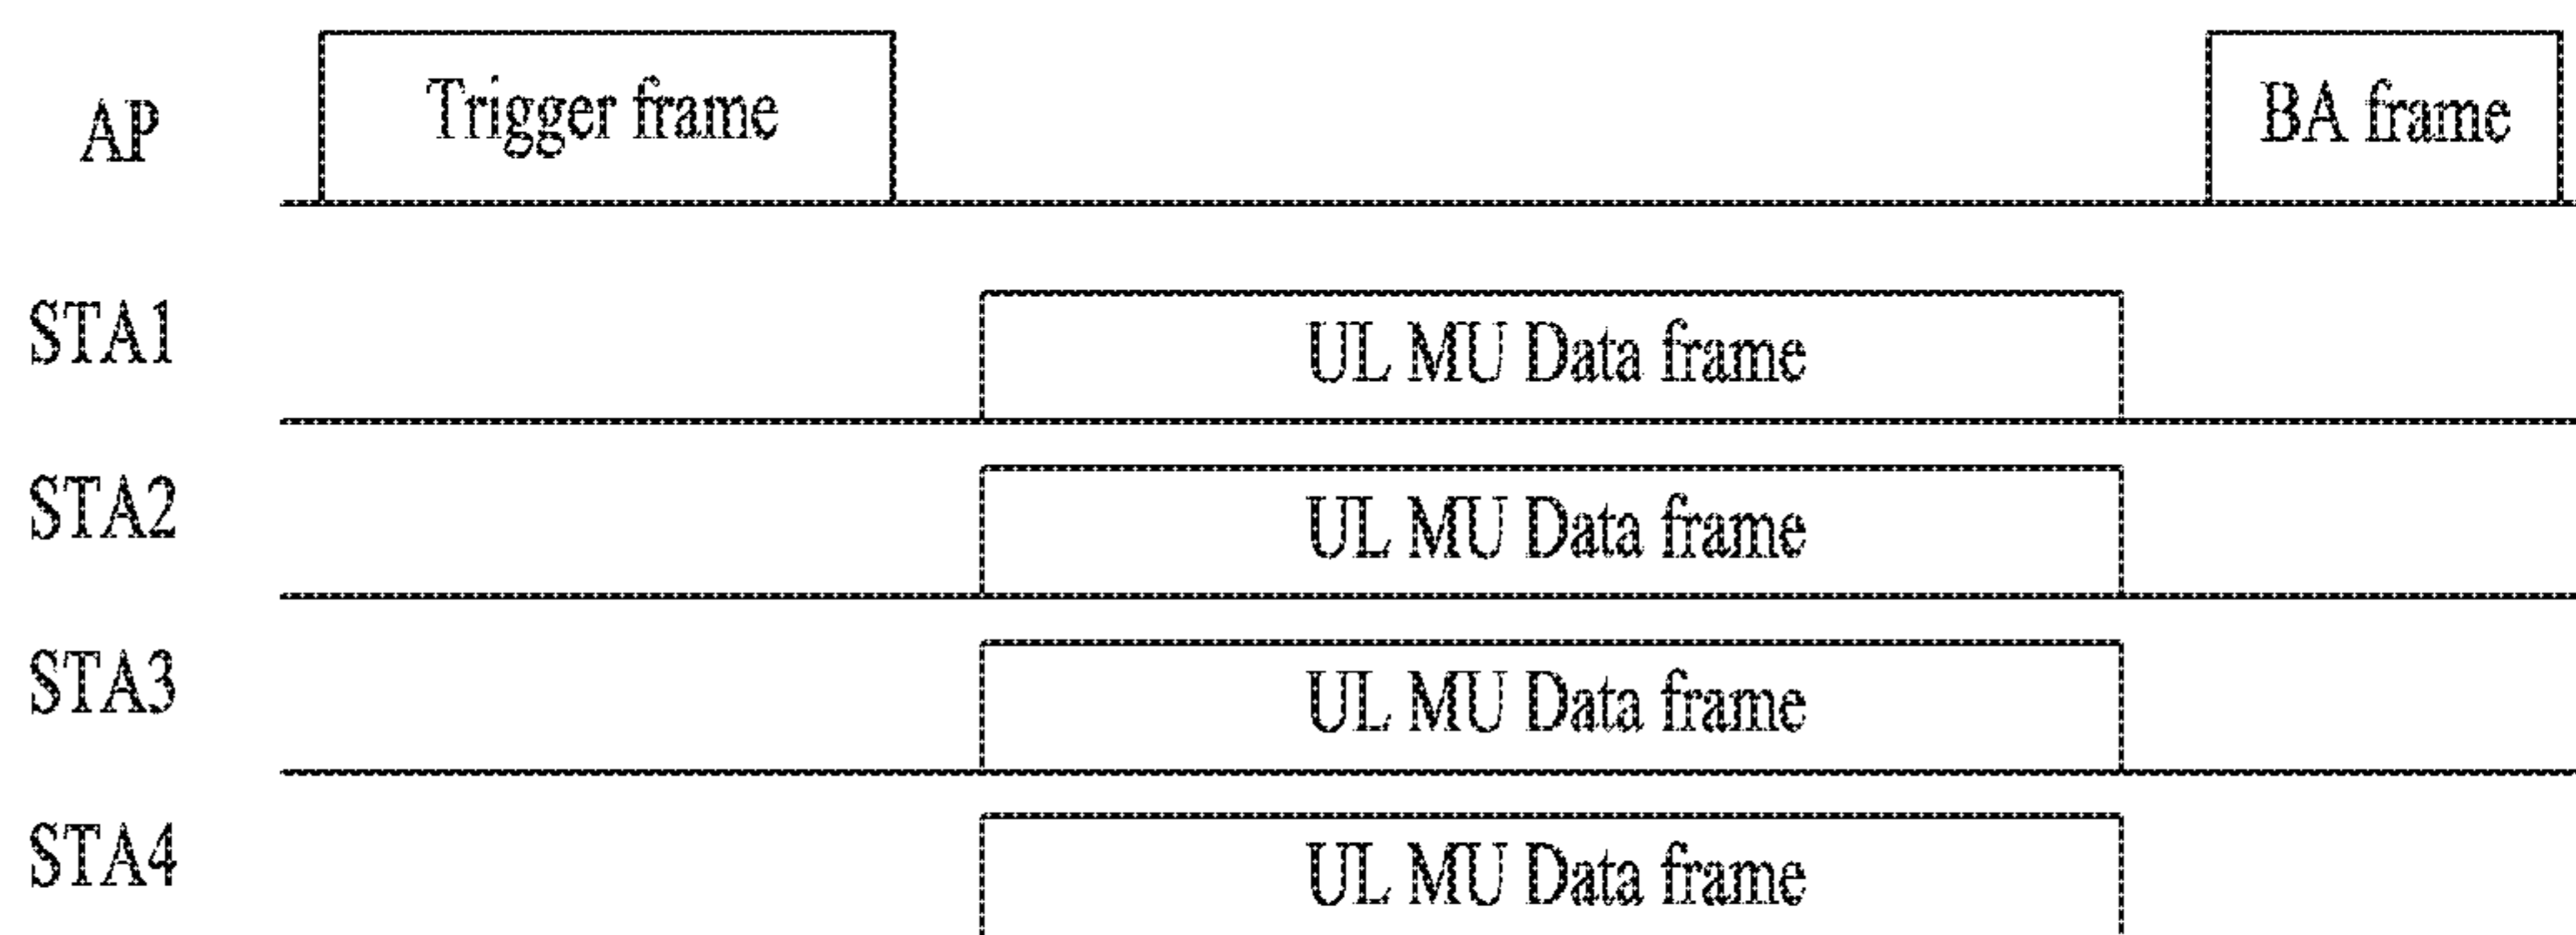 AP Trigger frame BA frame
STA1 UL MU Data frame
STA2 UL MU Data frame
STA3 UL MU Data frame
STA4 UL MU Data frame